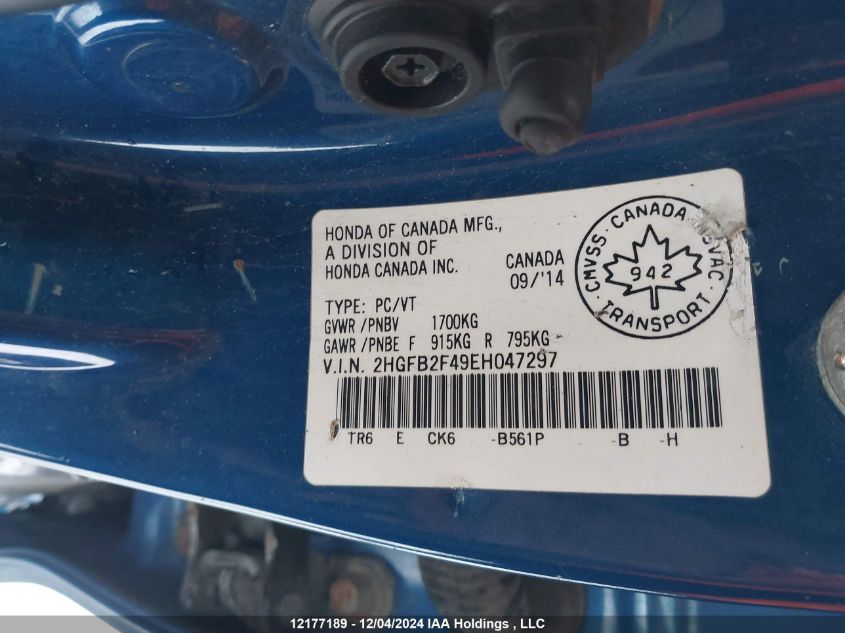 HONDA OF CANADA MFG.,
A DIVISION OF
HONDA CANADA INC.
CANADA
09/'14
CMVSS · CANADA · NSVAC
942
· TRANSPORT ·
TYPE: PC/VT
GVWR /PNBV 1700KG
GAWR /PNBE F 915KG R 795KG
V.I.N. 2HGFB2F49EH047297
TR6 E CK6 -B561P -B -H
12177189 - 12/04/2024 IAA Holdings , LLC